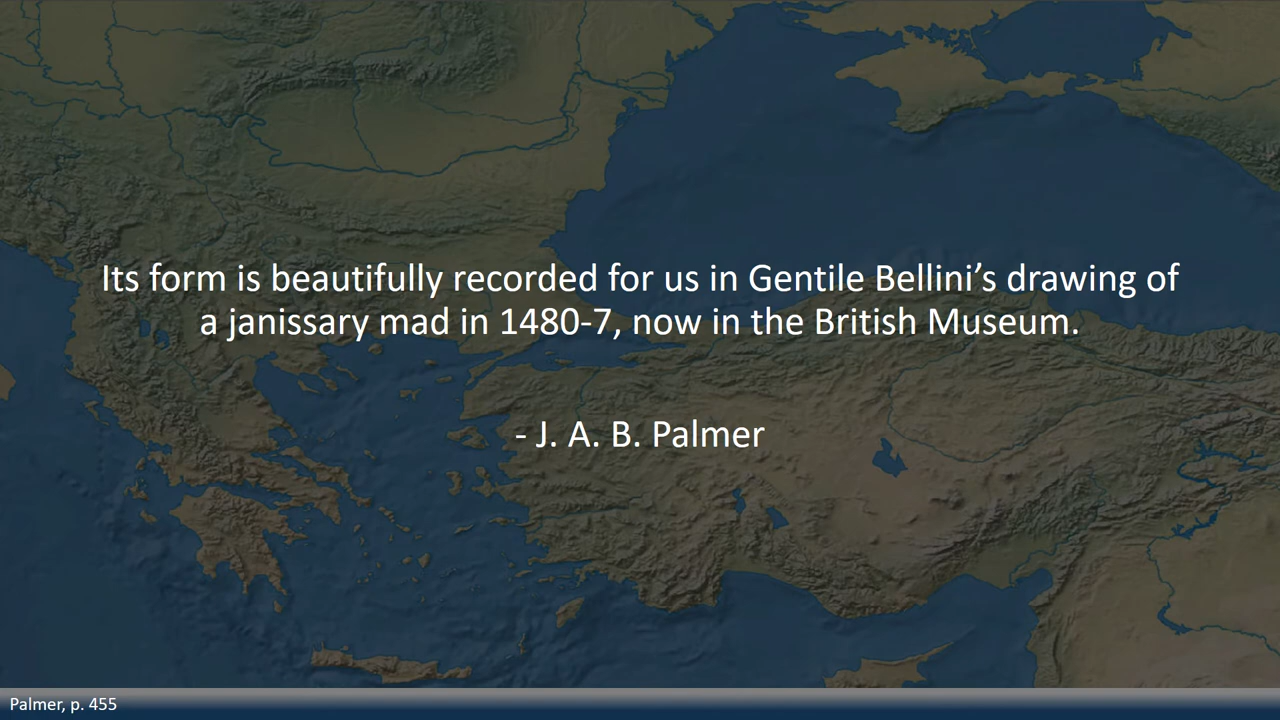 Its form is beautifully recorded for us in Gentile Bellini’s drawing of
a janissary mad in 1480-7, now in the British Museum.
- J. A. B. Palmer
Palmer, p. 455